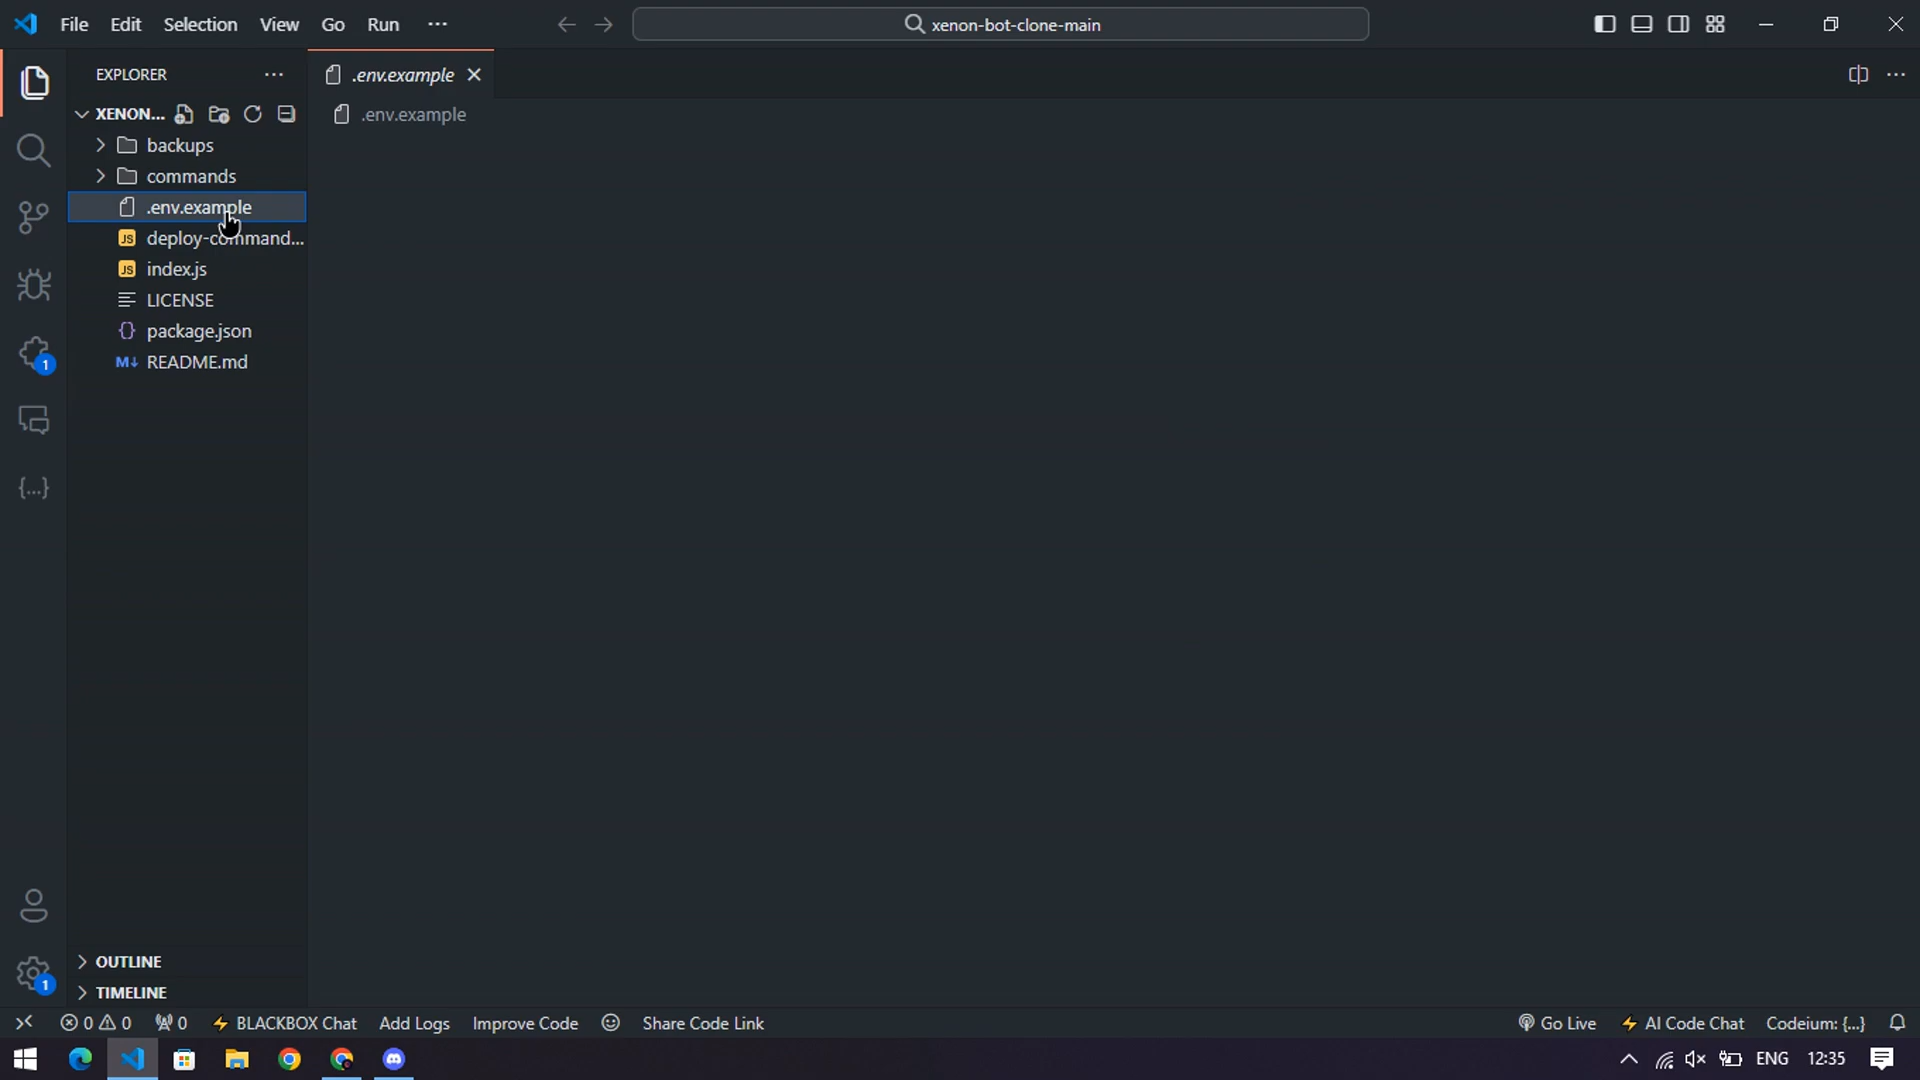 File Edit Selection View Go Run ···
xenon-bot-clone-main
EXPLORER ···
XENON...
backups
commands
.env.example
deploy-command...
index.js
LICENSE
package.json
README.md
.env.example
.env.example
1
1
OUTLINE
TIMELINE
0 0 0 BLACKBOX Chat Add Logs Improve Code Share Code Link
Go Live AI Code Chat Codeium: {...}
ENG 12:35